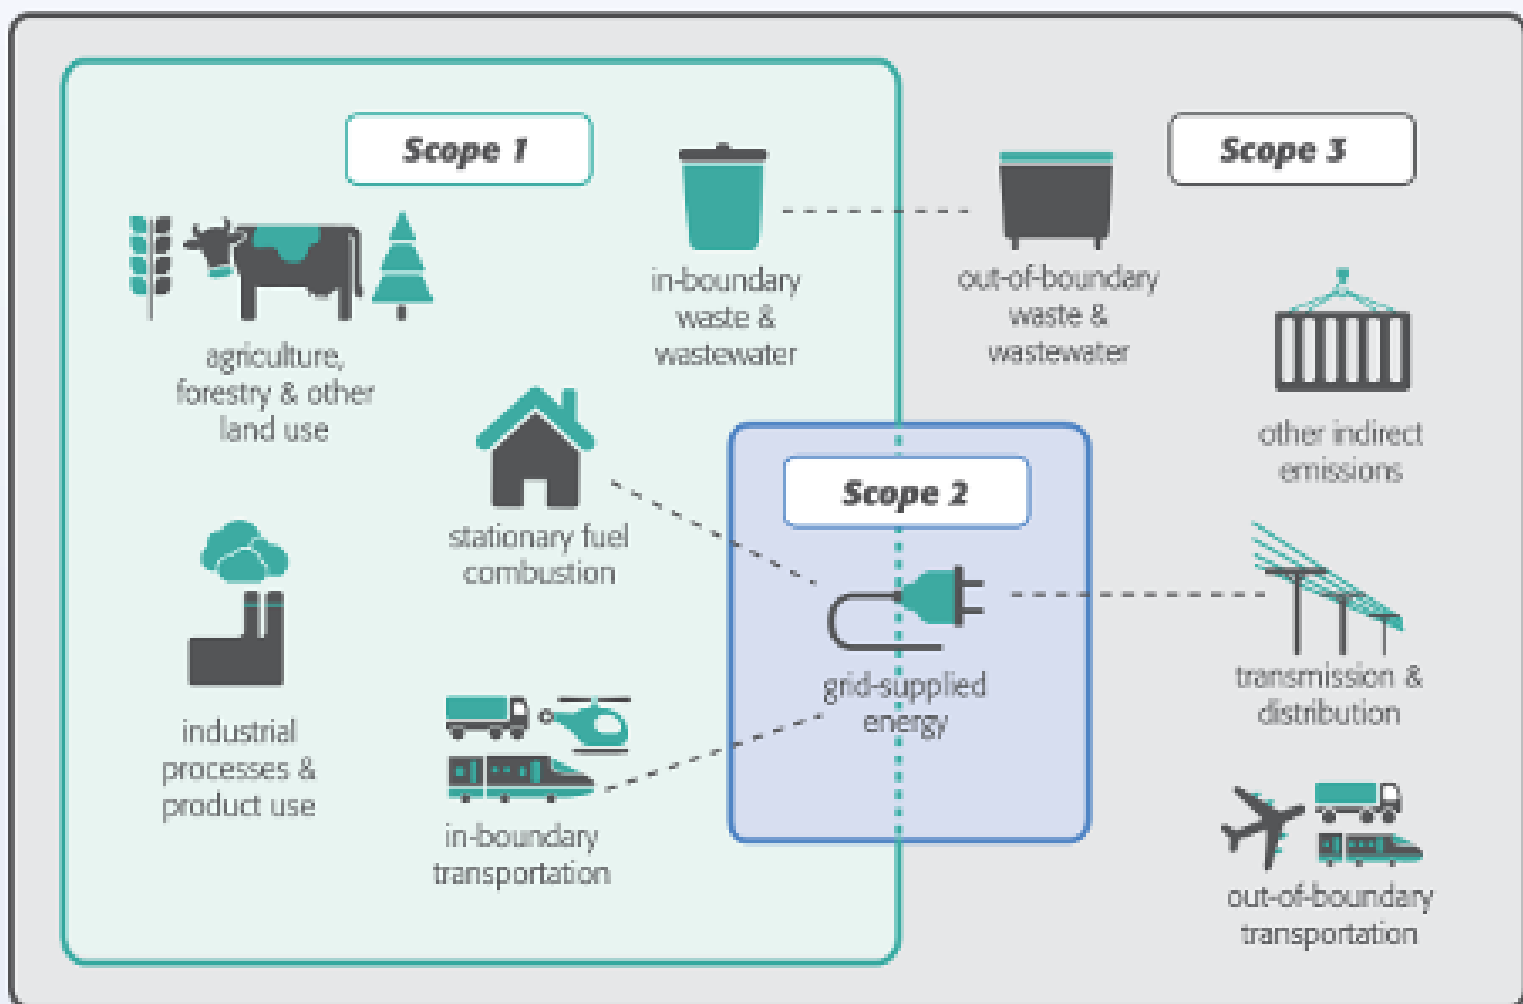 Scope 1
Scope 3
in-boundary
waste &
wastewater
out-of-boundary
waste &
wastewater
agriculture,
forestry & other
land use
other indirect
emissions
Scope 2
stationary fuel
combustion
grid-supplied
energy
transmission &
distribution
industrial
processes &
product use
in-boundary
transportation
out-of-boundary
transportation